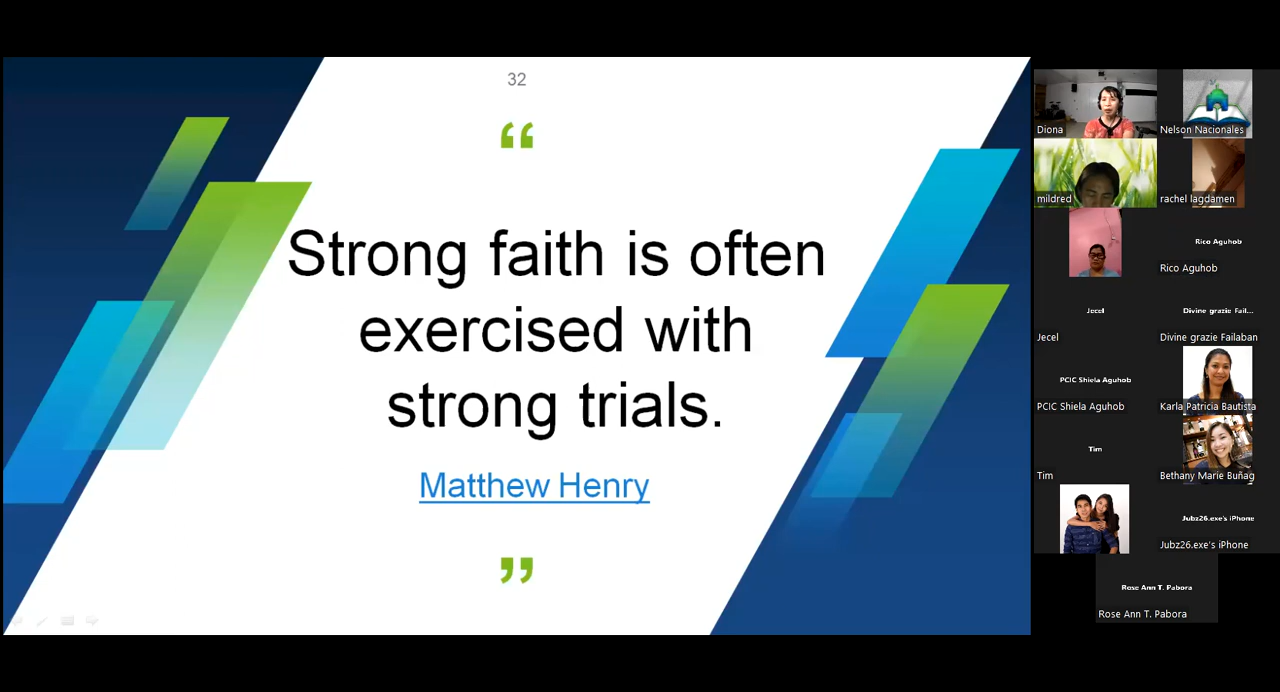 32
“
Strong faith is often
exercised with
strong trials.
Matthew Henry
”
Diona
Nelson Nacionales
mildred
rachel lagdamen
Rico Aguhob
Rico Aguhob
Jecel
Divine grazie Fail...
Jecel
Divine grazie Failaban
PCIC Shiela Aguhob
PCIC Shiela Aguhob
Karla Patricia Bautista
Tim
Tim
Bethany Marie Buñag
Jubz26.exe's iPhone
Jubz26.exe's iPhone
Rose Ann T. Pabora
Rose Ann T. Pabora